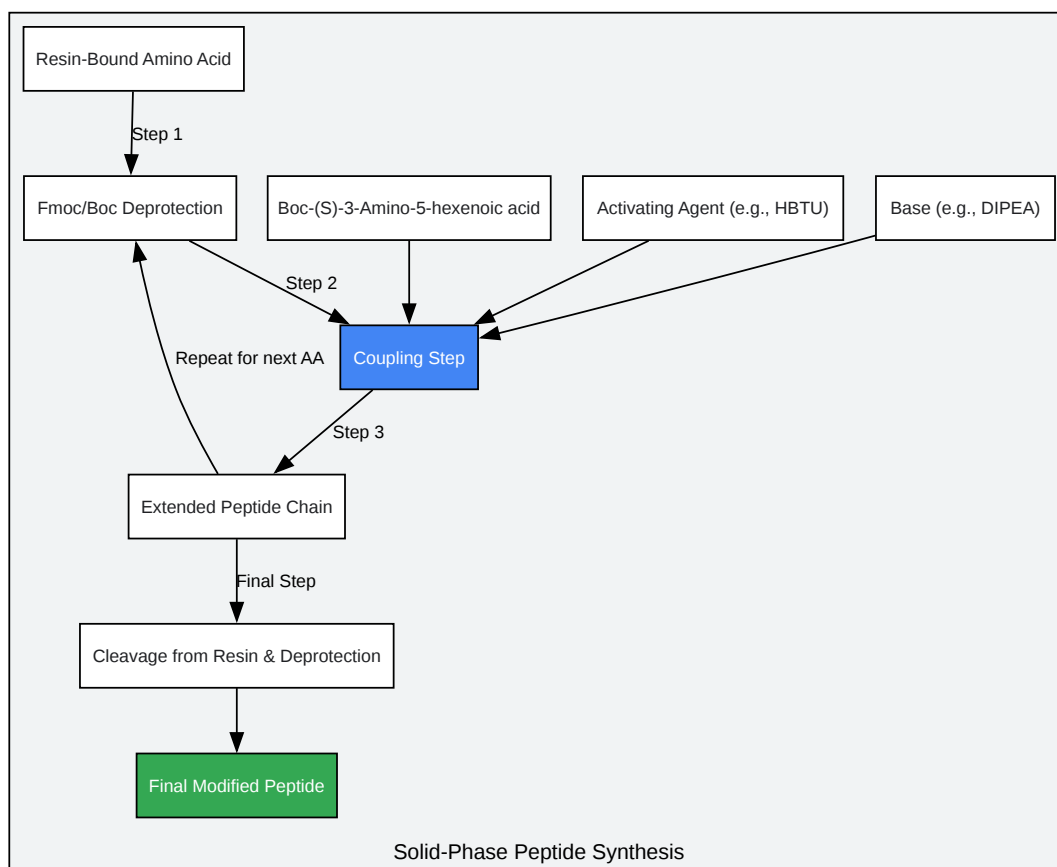 Resin-Bound Amino Acid
Step 1
Fmoc/Boc Deprotection
Boc-(S)-3-Amino-5-hexenoic acid
Activating Agent (e.g., HBTU)
Base (e.g., DIPEA)
Step 2
Repeat for next AA
Coupling Step
Step 3
Extended Peptide Chain
Final Step
Cleavage from Resin & Deprotection
Final Modified Peptide
Solid-Phase Peptide Synthesis